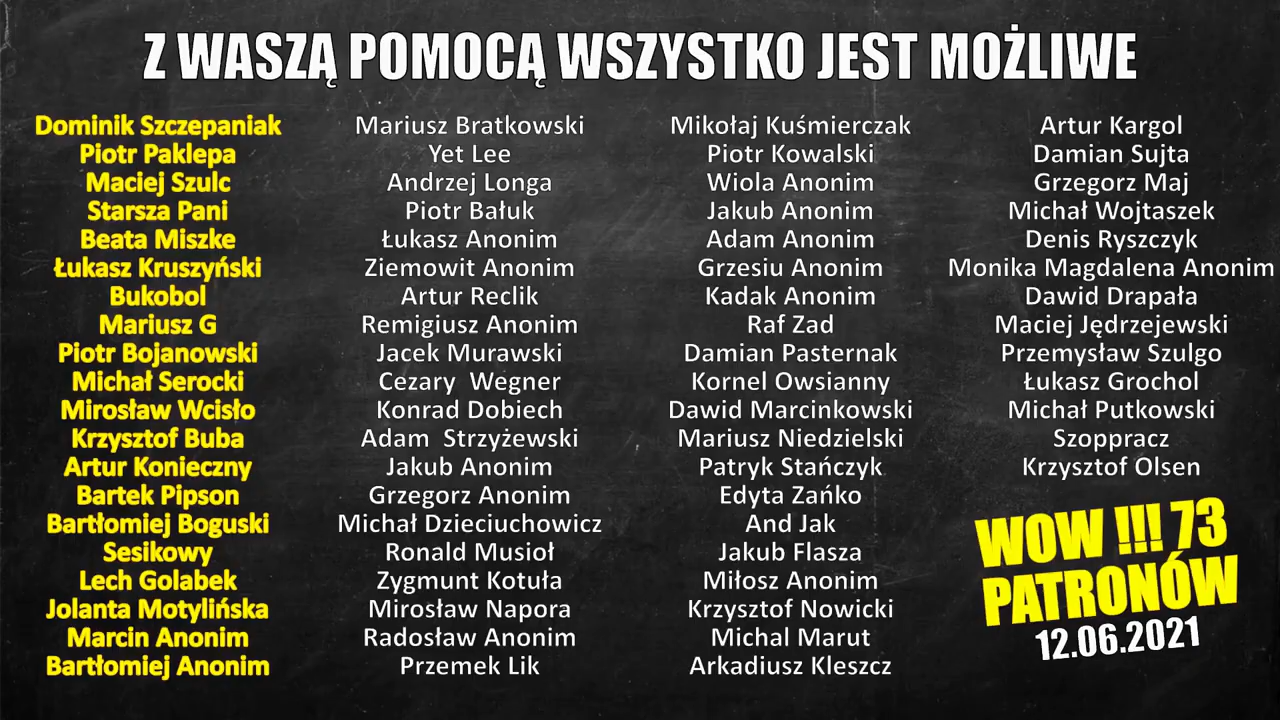 Z WASZĄ POMOCĄ WSZYSTKO JEST MOŻLIWE
Dominik Szczepaniak
Piotr Paklepa
Maciej Szulc
Starsza Pani
Beata Miszke
Łukasz Kruszyński
Bukobol
Mariusz G
Piotr Bojanowski
Michał Serocki
Mirosław Wcisło
Krzysztof Buba
Artur Konieczny
Bartek Pipson
Bartłomiej Boguski
Sesikowy
Lech Golabek
Jolanta Motylińska
Marcin Anonim
Bartłomiej Anonim
Mariusz Bratkowski
Yet Lee
Andrzej Longa
Piotr Bałuk
Łukasz Anonim
Ziemowit Anonim
Artur Reclik
Remigiusz Anonim
Jacek Murawski
Cezary  Wegner
Konrad Dobiech
Adam  Strzyżewski
Jakub Anonim
Grzegorz Anonim
Michał Dzieciuchowicz
Ronald Musioł
Zygmunt Kotuła
Mirosław Napora
Radosław Anonim
Przemek Lik
Mikołaj Kuśmierczak
Piotr Kowalski
Wiola Anonim
Jakub Anonim
Adam Anonim
Grzesiu Anonim
Kadak Anonim
Raf Zad
Damian Pasternak
Kornel Owsianny
Dawid Marcinkowski
Mariusz Niedzielski
Patryk Stańczyk
Edyta Zańko
And Jak
Jakub Flasza
Miłosz Anonim
Krzysztof Nowicki
Michal Marut
Arkadiusz Kleszcz
Artur Kargol
Damian Sujta
Grzegorz Maj
Michał Wojtaszek
Denis Ryszczyk
Monika Magdalena Anonim
Dawid Drapała
Maciej Jędrzejewski
Przemysław Szulgo
Łukasz Grochol
Michał Putkowski
Szoppracz
Krzysztof Olsen
WOW !!! 73
PATRONÓW
12.06.2021